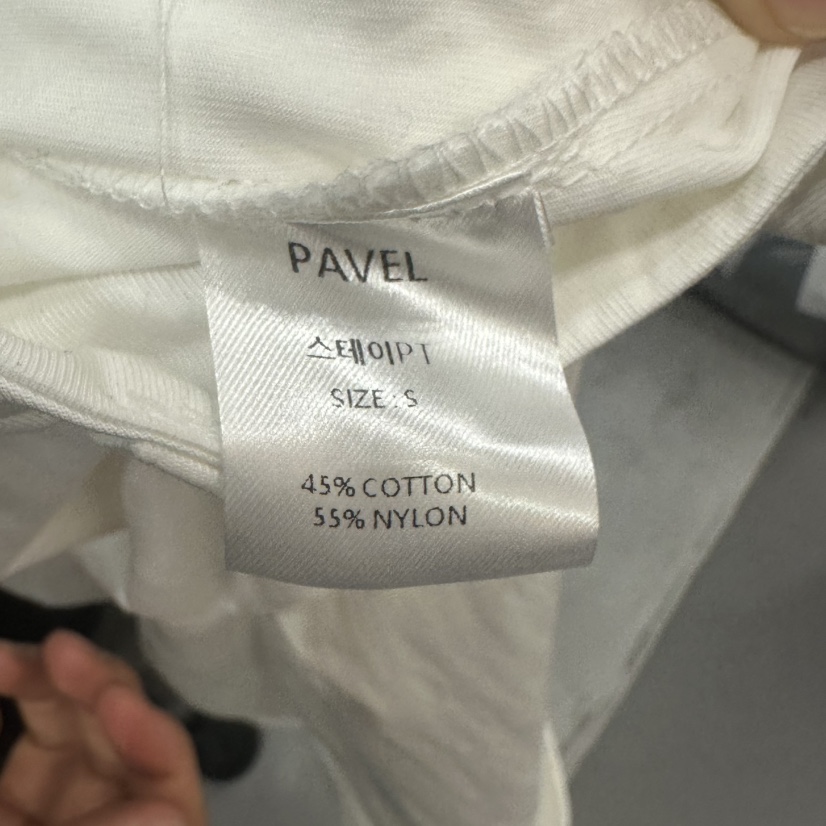 PAVEL
스테이PT
SIZE : S
45% COTTON
55% NYLON